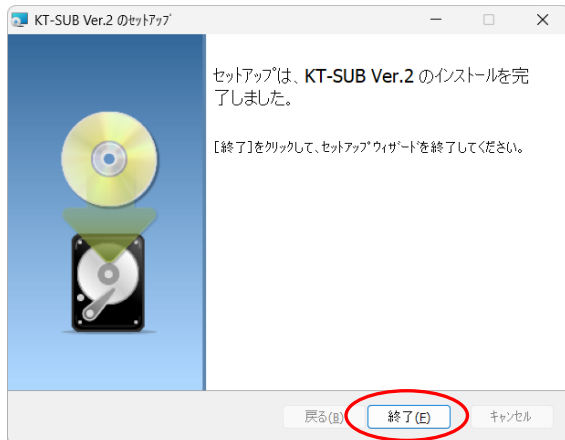 KT-SUB Ver.2 のｾｯﾄｱｯﾌﾟ
ｾｯﾄｱｯﾌﾟは、KT-SUB Ver.2 のｲﾝｽﾄｰﾙを完
了しました。
[終了]をｸﾘｯｸして、ｾｯﾄｱｯﾌﾟｳｨｻﾞｰﾄﾞを終了してください。
戻る(B) 終了(F) ｷｬﾝｾﾙ